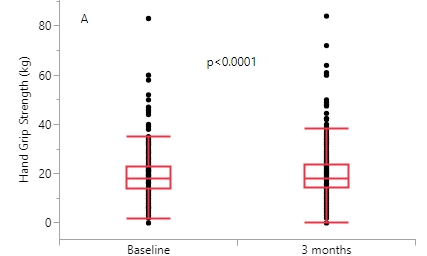 A
p<0.0001
Hand Grip Strength (kg)
80
60
40
20
0
Baseline
3 months